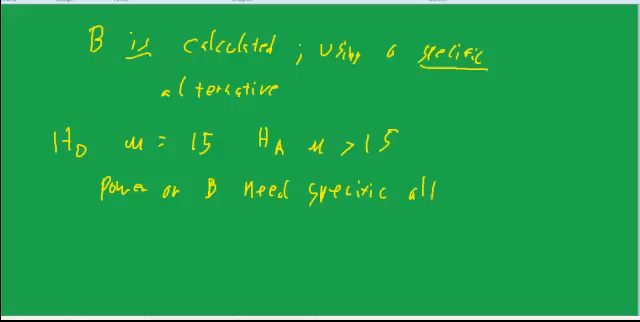 B is calculated ; using a specific
alternative
H0 μ = 15 HA μ > 15
Power or B Need specific alt